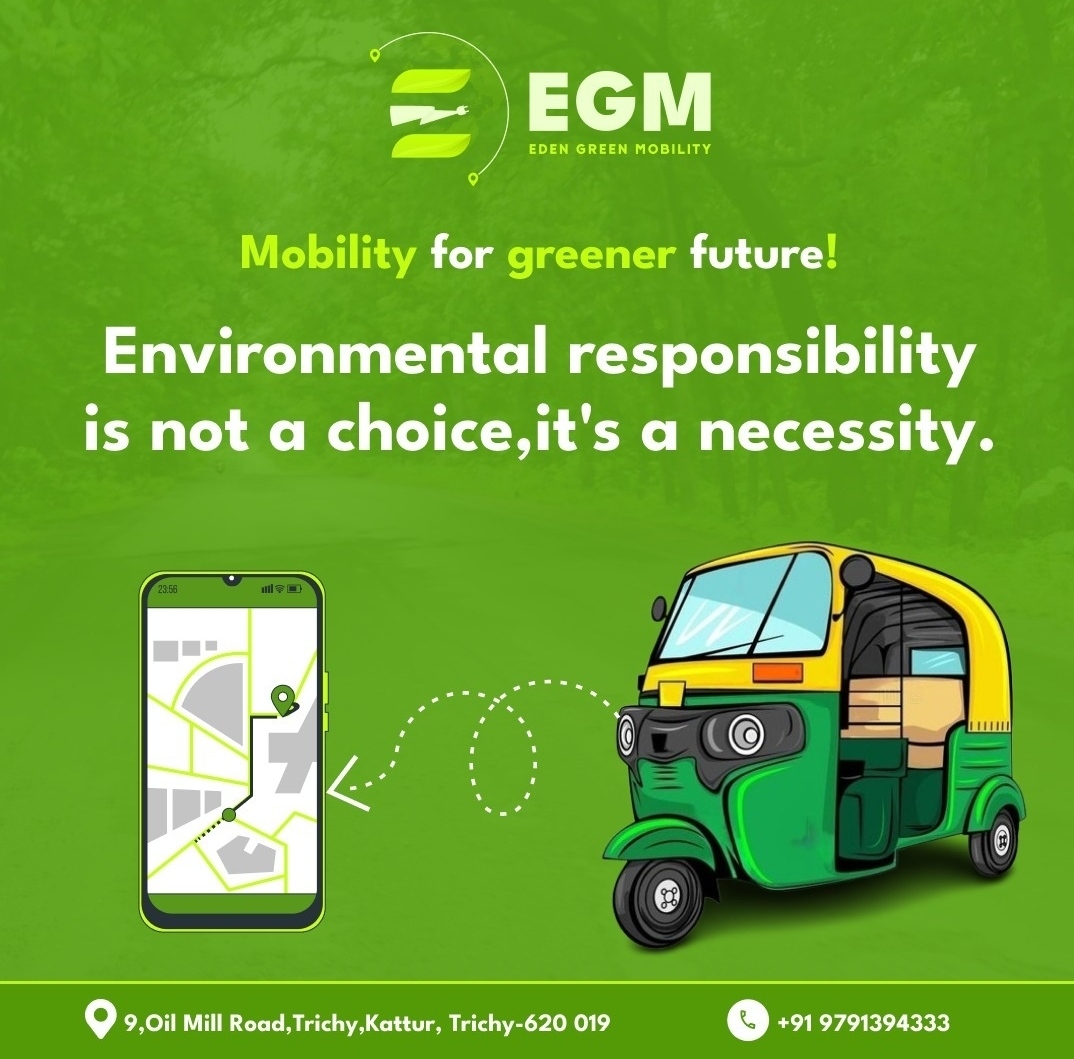 EGM
EDEN GREEN MOBILITY
Mobility for greener future!
Environmental responsibility
is not a choice,it's a necessity.
23:56
9,Oil Mill Road,Trichy,Kattur, Trichy-620 019
+91 9791394333